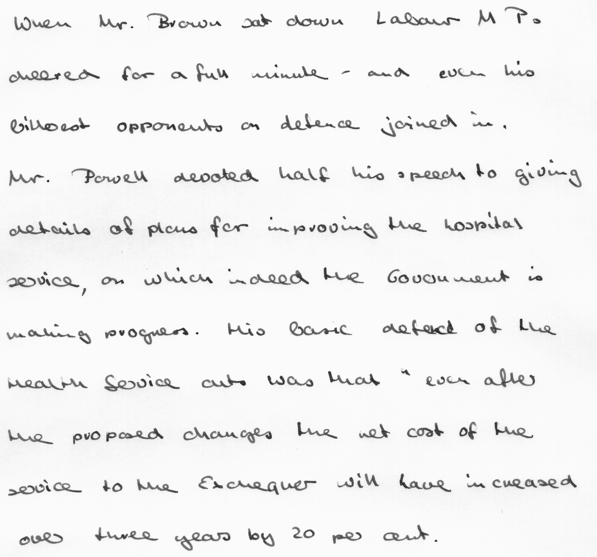 When Mr. Brown sat down Labour M P.
cheered for a full minute - and even his
bitterest opponents on defence joined in.
Mr. Powell devoted half his speech to giving
details of plans for improving the hospital
service, on which indeed the Government is
making progress. His basic defect of the
Health Service cuts was that " even after
the proposed changes the net cost of the
service to the Exchequer will have increased
over three years by 20 per cent.